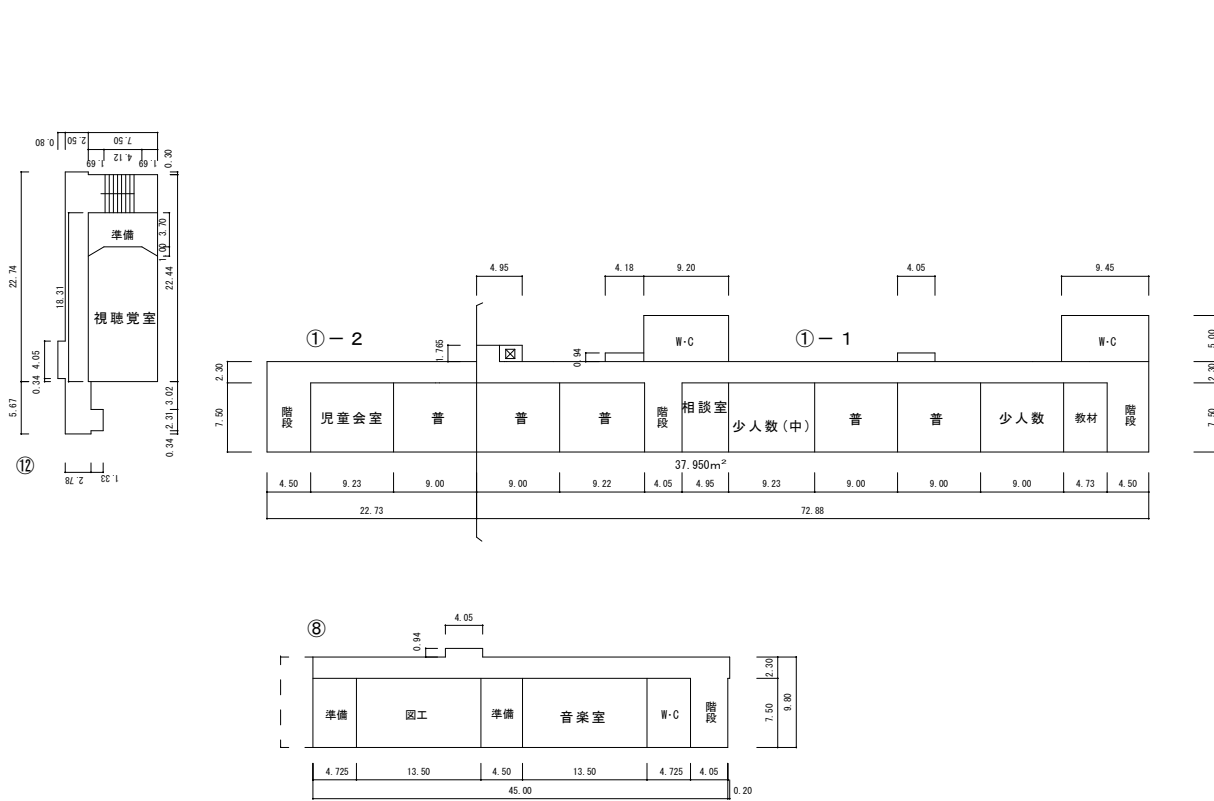 0.80
2.50
7.50
1.69
4.12
1.69
0.30
準備
3.70
1.00
22.74
18.31
22.44
視聴覚室
4.05
0.34
5.67
3.02
2.31
0.34
⑫
2.78
1.33
4.95
4.18
9.20
4.05
9.45
①－2
1.765
0.94
W・C
①－1
W・C
5.00
2.30
2.30
7.50
階段
児童会室
普
普
普
階段
相談室
少人数(中)
普
普
少人数
教材
階段
7.50
37.950m²
4.50
9.23
9.00
9.00
9.22
4.05
4.95
9.23
9.00
9.00
9.00
4.73
4.50
22.73
72.88
⑧
4.05
0.94
2.30
7.50
9.80
準備
図工
準備
音楽室
W・C
階段
4.725
13.50
4.50
13.50
4.725
4.05
45.00
0.20